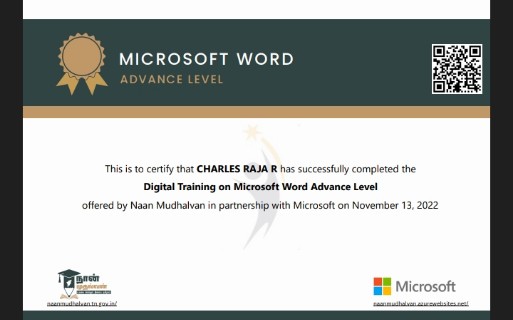 MICROSOFT WORD
ADVANCE LEVEL
This is to certify that CHARLES RAJA R has successfully completed the
Digital Training on Microsoft Word Advance Level
offered by Naan Mudhalvan in partnership with Microsoft on November 13, 2022
நான்
முதல்வன்
Microsoft
naanmudhalvan.tn.gov.in/
naanmudhalvan.azurewebsites.net/